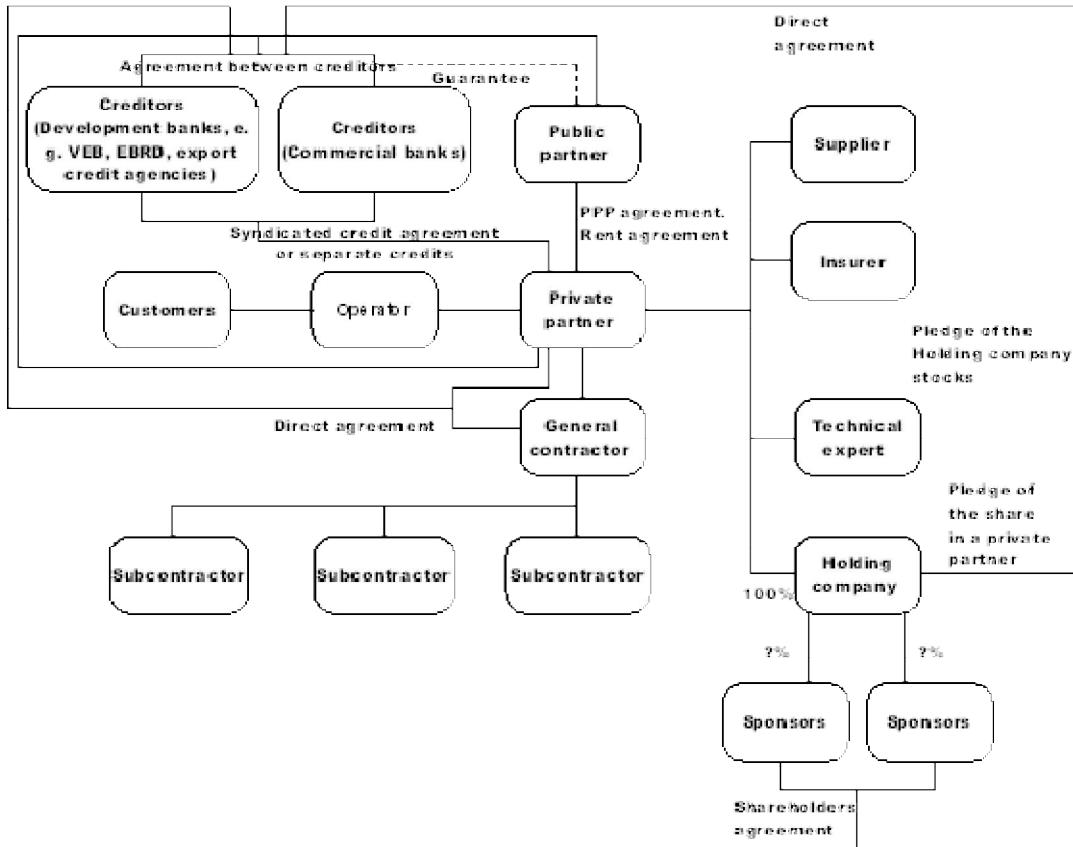 Direct
agreement
Agreement between creditors
Guarantee
Creditors
(Development banks, e.
g. VEB, EBRD, export
credit agencies)
Creditors
(Commercial banks)
Public
partner
Supplier
PPP agreement.
Rent agreement
Syndicated credit agreement
or separate credits
Insurer
Customers
Operator
Private
partner
Pledge of the
Holding company
stocks
Direct agreement
General
contractor
Technical
expert
Pledge of
the share
in a private
partner
Subcontractor
Subcontractor
Subcontractor
Holding
company
100%
?%
?%
Sponsors
Sponsors
Shareholders
agreement